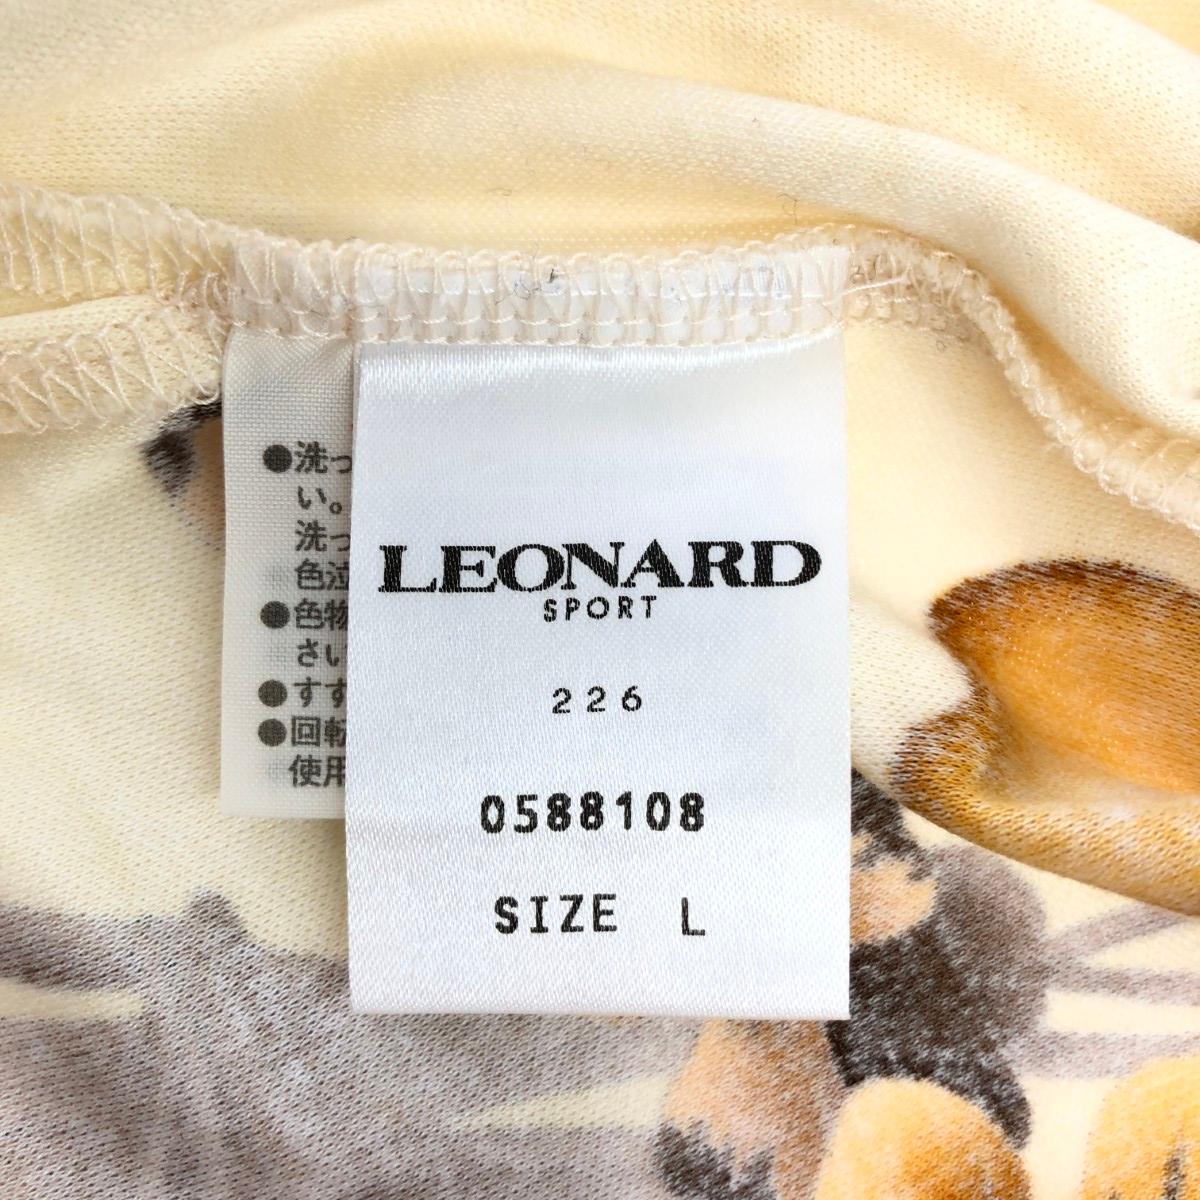 ●洗っ
い。
洗っ
色泣
●色物
さい
●すす
●回転
使用
LEONARD
SPORT
226
0588108
SIZE L